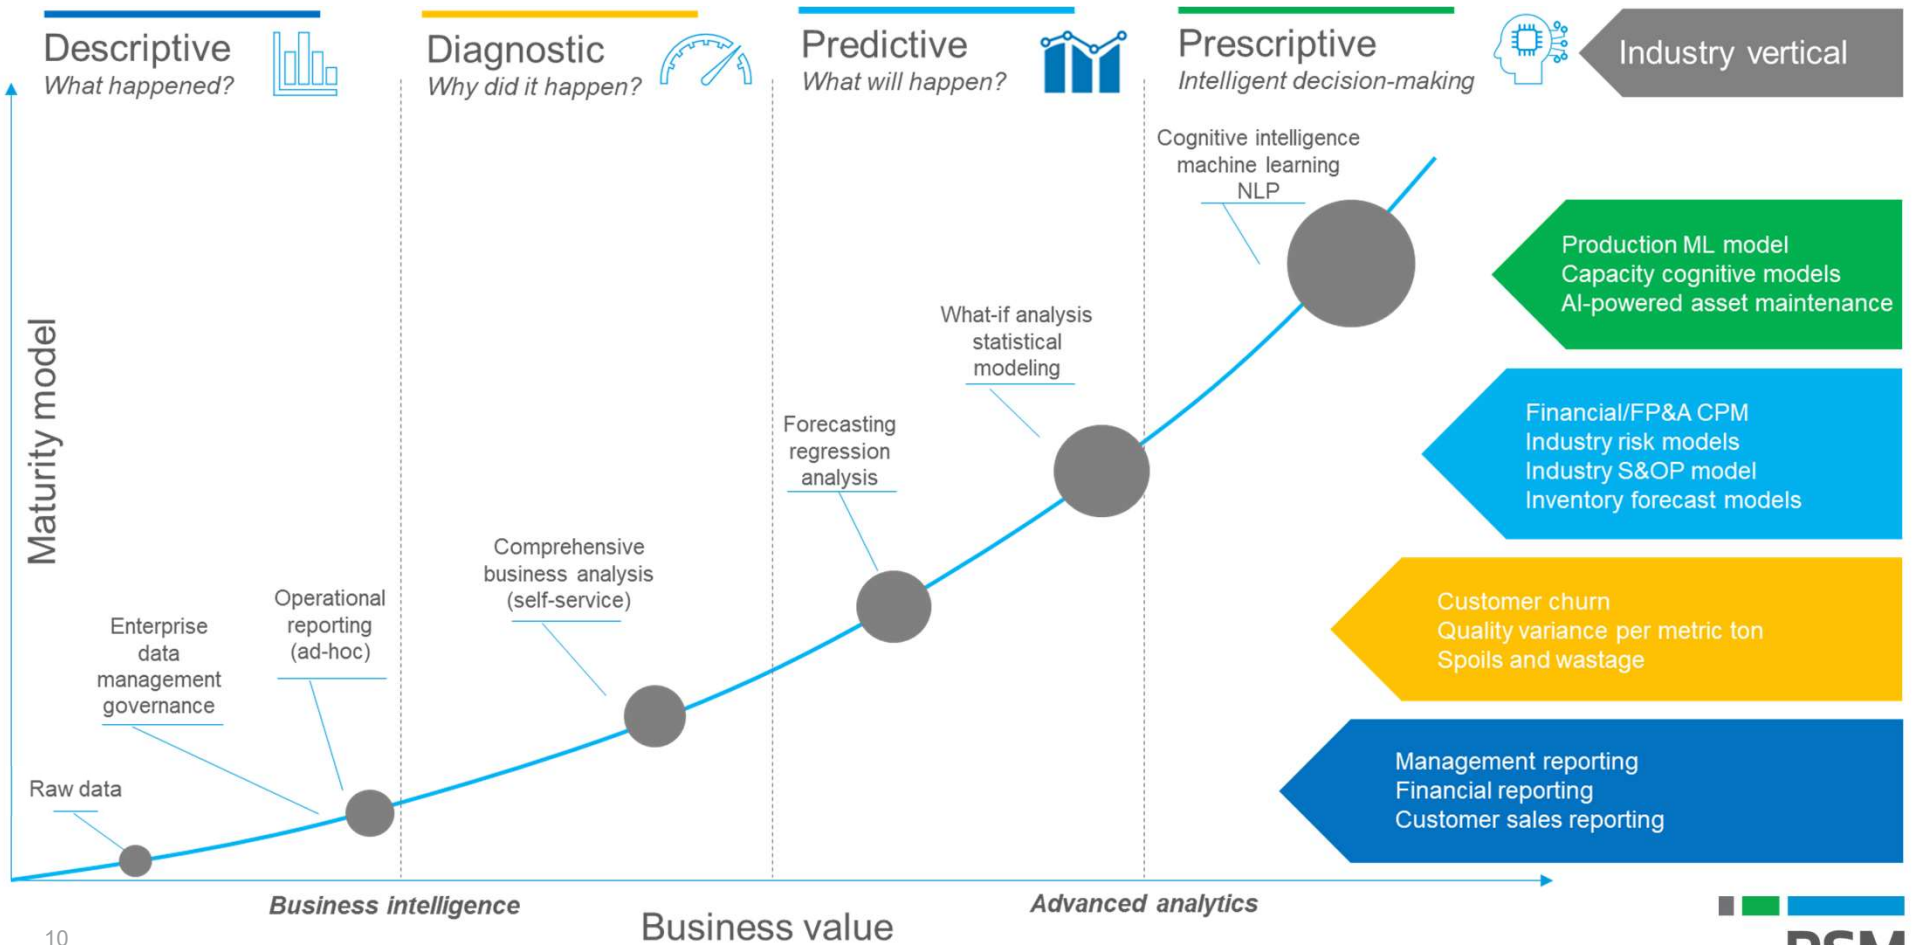 Descriptive
What happened?
Diagnostic
Why did it happen?
Predictive
What will happen?
Prescriptive
Intelligent decision-making
Industry vertical
Cognitive intelligence
machine learning
NLP
Production ML model
Capacity cognitive models
AI-powered asset maintenance
What-if analysis
statistical
modeling
Financial/FP&A CPM
Industry risk models
Industry S&OP model
Inventory forecast models
Forecasting
regression
analysis
Comprehensive
business analysis
(self-service)
Customer churn
Quality variance per metric ton
Spoils and wastage
Operational
reporting
(ad-hoc)
Enterprise
data
management
governance
Raw data
Management reporting
Financial reporting
Customer sales reporting
Maturity model
Business intelligence
Advanced analytics
Business value
10
RSM